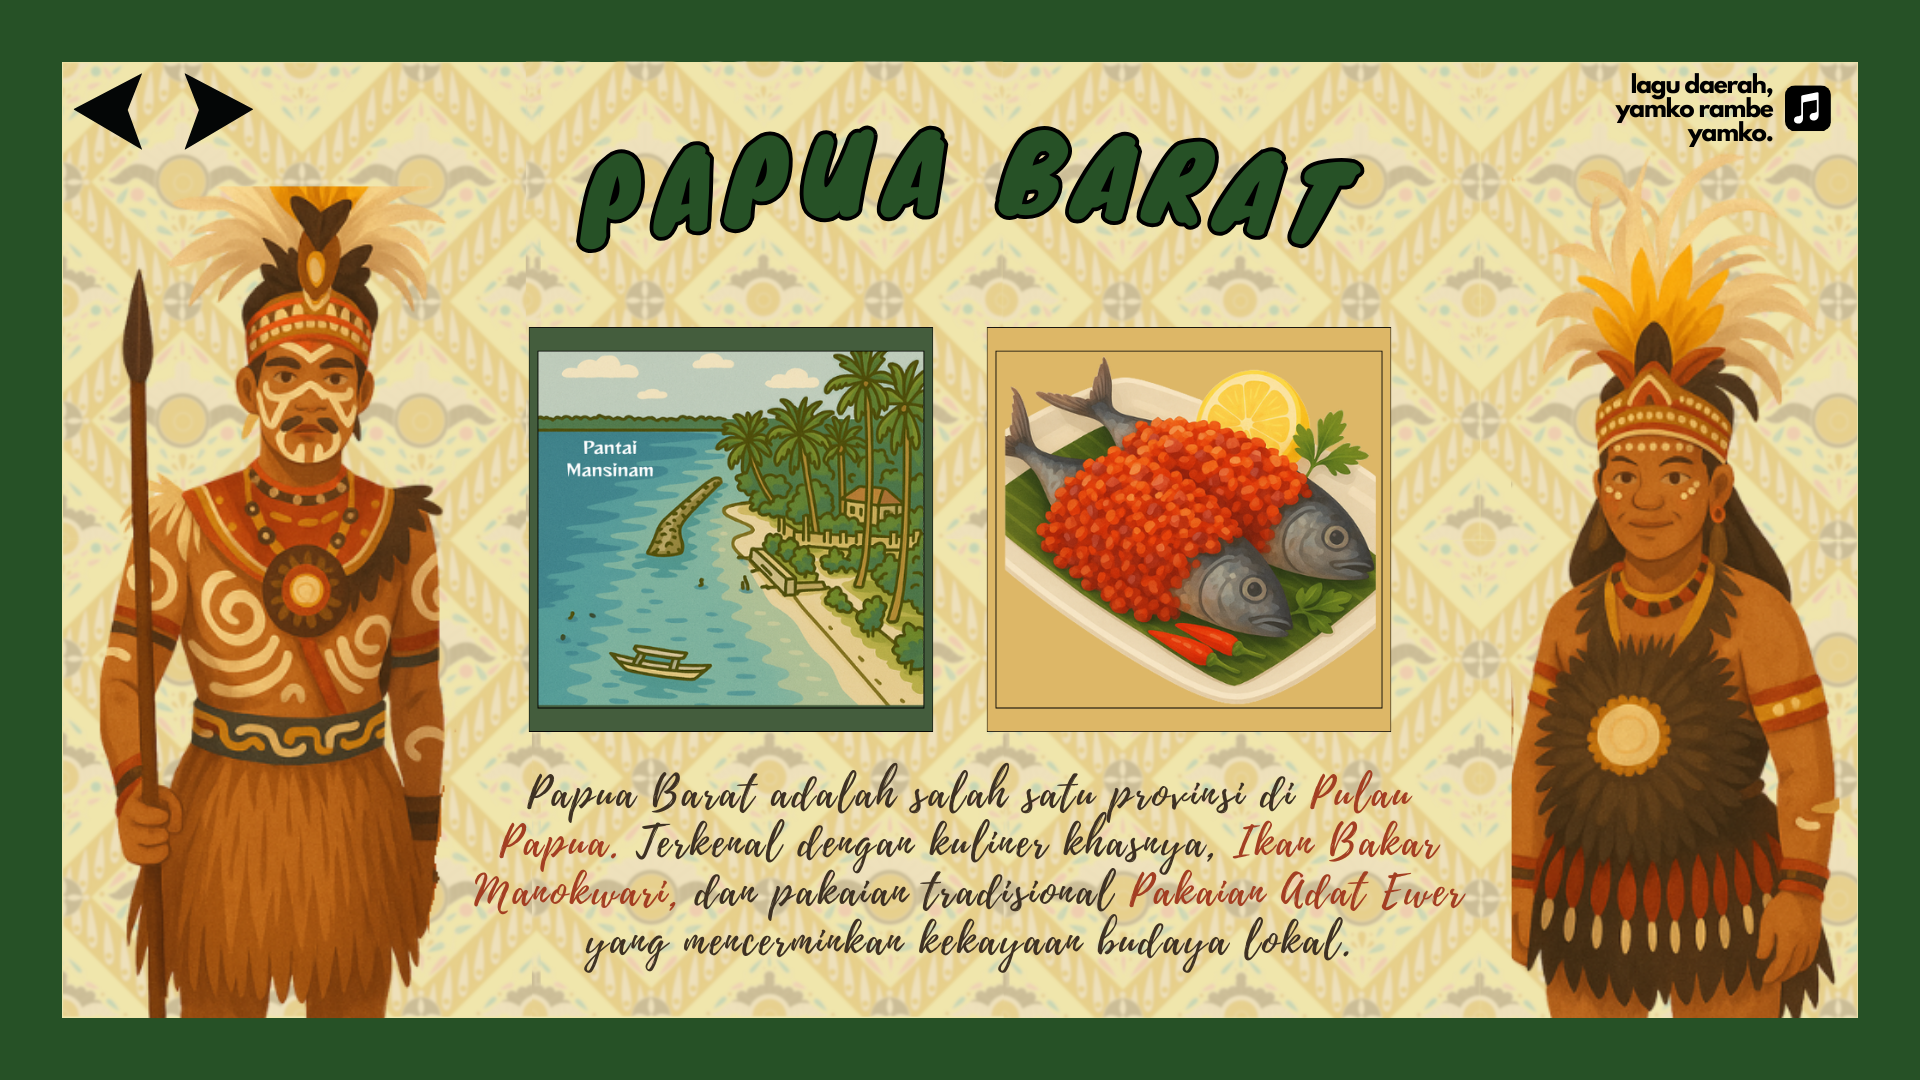 lagu daerah,
yamko rambe
yamko.
PAPUA BARAT
Pantai
Mansinam
Papua Barat adalah salah satu provinsi di Pulau
Papua. Terkenal dengan kuliner khasnya, Ikan Bakar
Manokwari, dan pakaian tradisional Pakaian Adat Ewer
yang mencerminkan kekayaan budaya lokal.